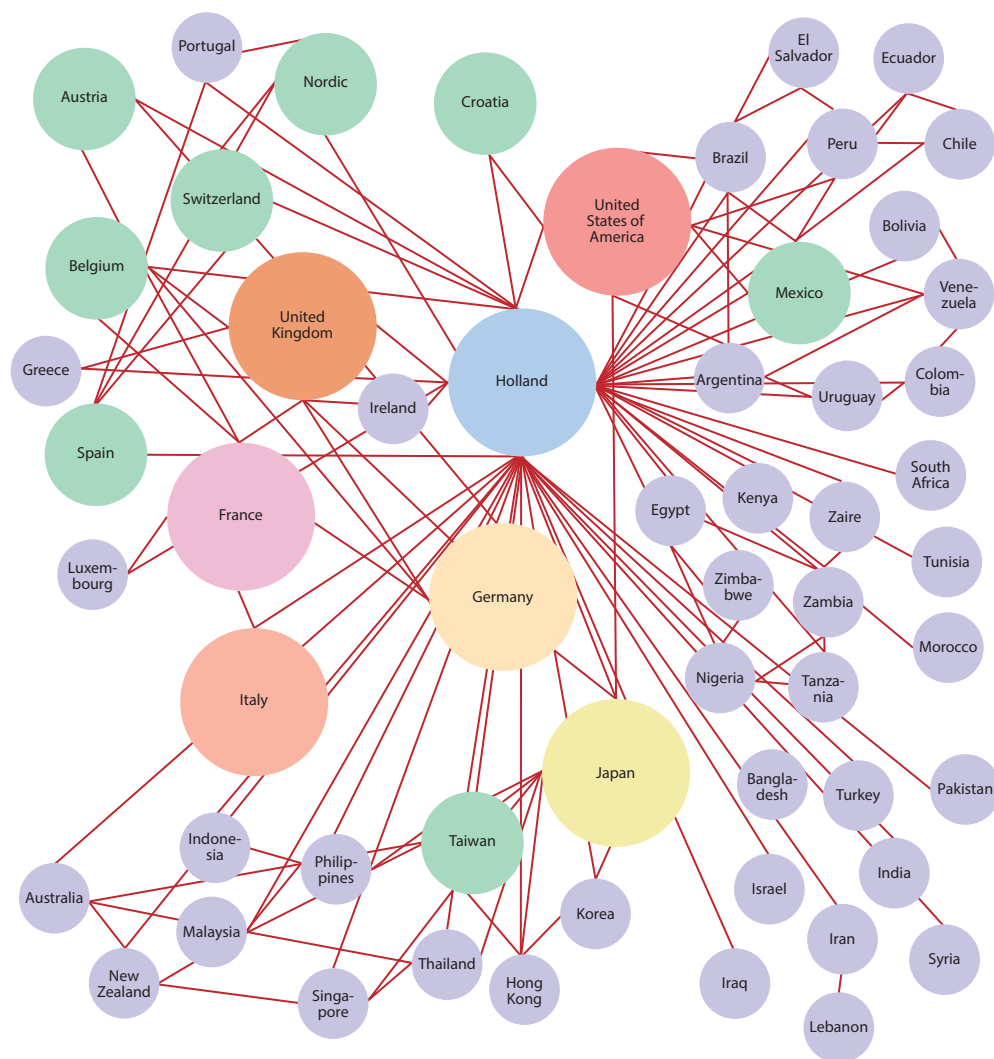 Portugal
El
Salvador
Ecuador
Austria
Nordic
Croatia
Brazil
Peru
Chile
Switzerland
United
States of
America
Bolivia
Belgium
Mexico
Vene-
zuela
United
Kingdom
Greece
Holland
Argentina
Colom-
bia
Ireland
Uruguay
Spain
South
Africa
France
Egypt
Kenya
Zaire
Luxem-
bourg
Tunisia
Germany
Zimba-
bwe
Zambia
Morocco
Italy
Nigeria
Tanza-
nia
Japan
Bangla-
desh
Turkey
Pakistan
Indone-
sia
Philip-
pines
Taiwan
Australia
Israel
India
Malaysia
Korea
Iran
Syria
New
Zealand
Singa-
pore
Thailand
Hong
Kong
Iraq
Lebanon